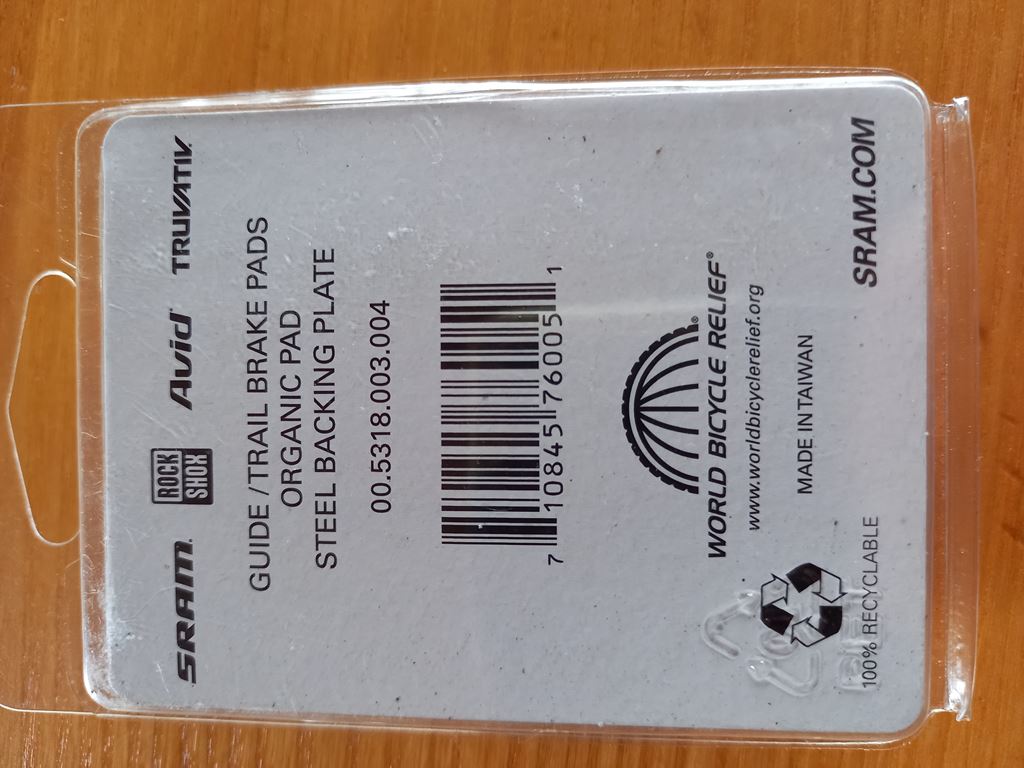 SRAM. ROCK SHOX Avid TRUVATIV
GUIDE /TRAIL BRAKE PADS
ORGANIC PAD
STEEL BACKING PLATE
00.5318.003.004
7 10845 76005 1
WORLD BICYCLE RELIEF®
www.worldbicyclerelief.org
MADE IN TAIWAN
100% RECYCLABLE
SRAM.COM